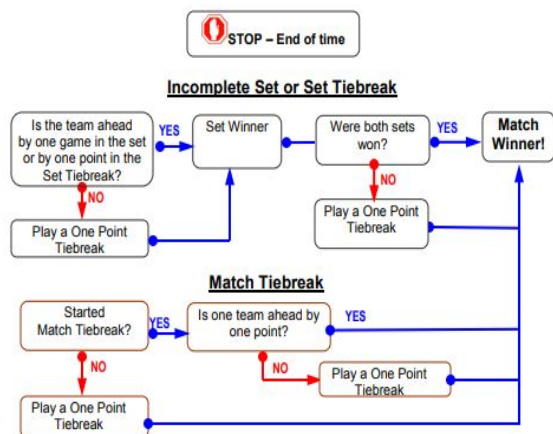 STOP – End of time
Incomplete Set or Set Tiebreak
Is the team ahead
by one game in the set
or by one point in the
Set Tiebreak?
YES
Set Winner
Were both sets
won?
YES
Match
Winner!
NO
NO
Play a One Point
Tiebreak
Play a One Point
Tiebreak
Match Tiebreak
Started
Match Tiebreak?
YES
Is one team ahead by
one point?
YES
NO
NO
Play a One Point
Tiebreak
Play a One Point
Tiebreak